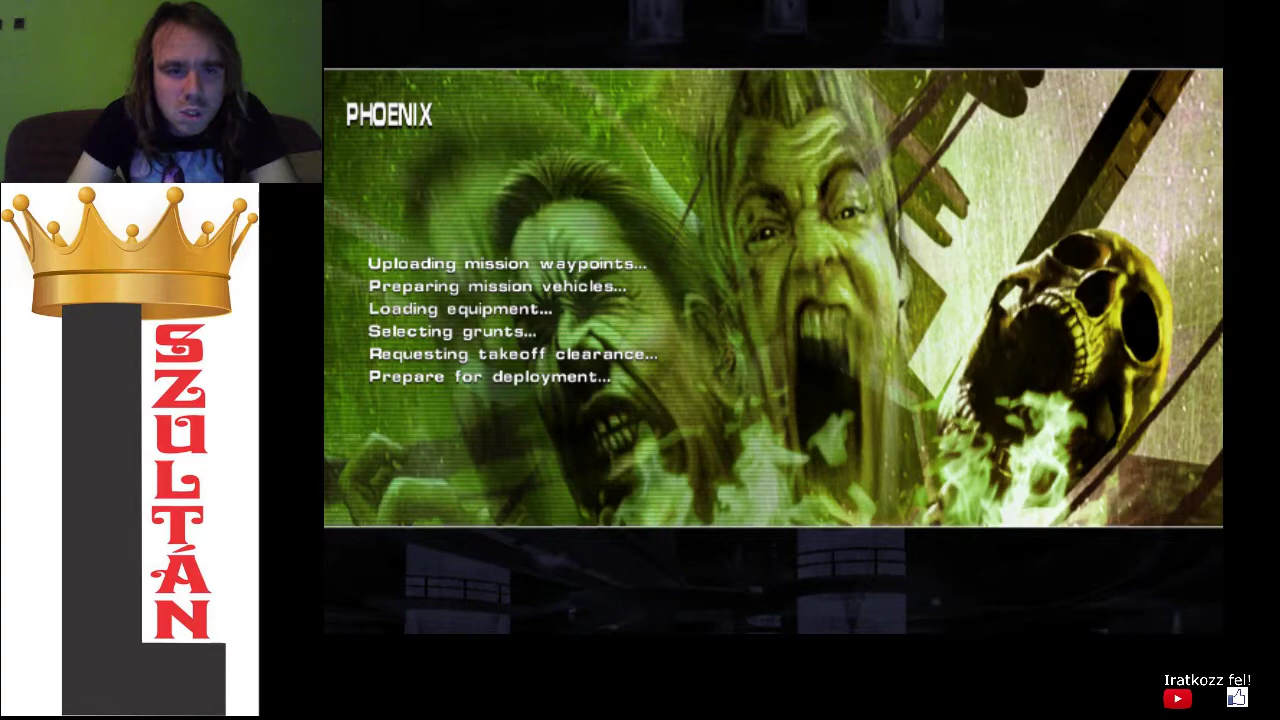 PHOENIX
Uploading mission waypoints...
Preparing mission vehicles...
Loading equipment...
Selecting grunts...
Requesting takeoff clearance...
Prepare for deployment...
L
SZULTÁN
Iratkozz fel!